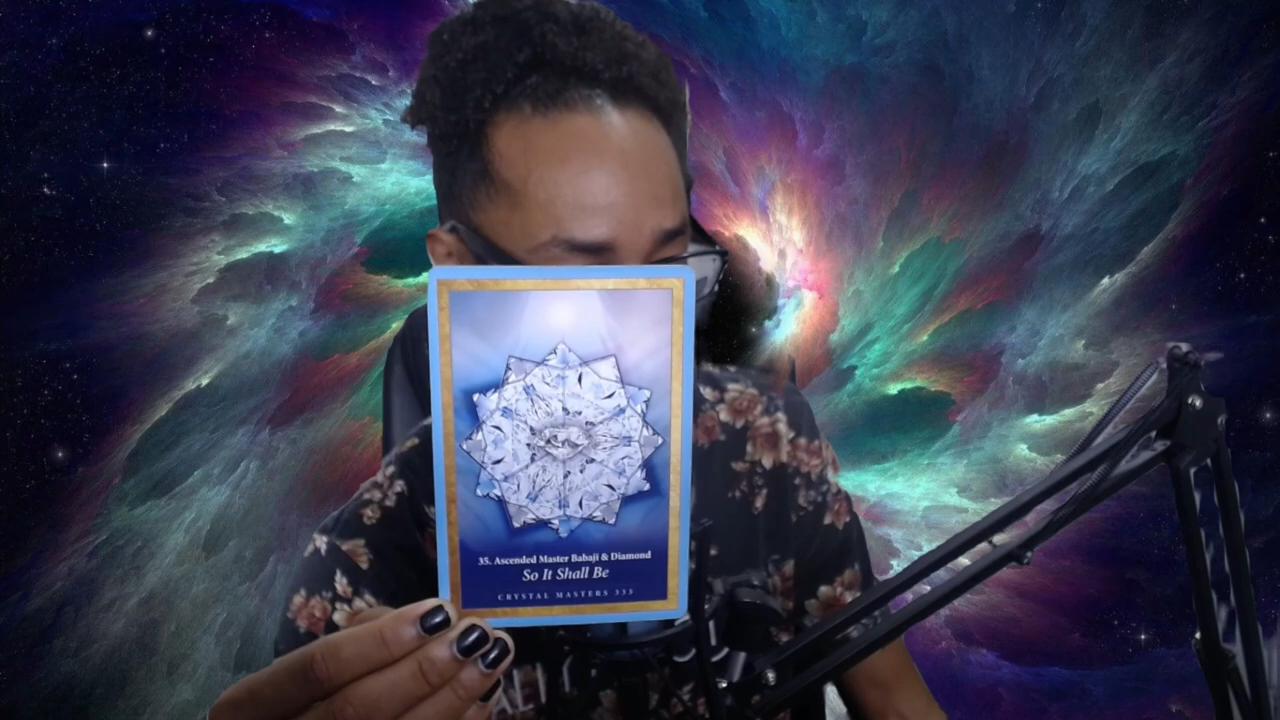 35. Ascended Master Babaji & Diamond
So It Shall Be
CRYSTAL MASTERS 333